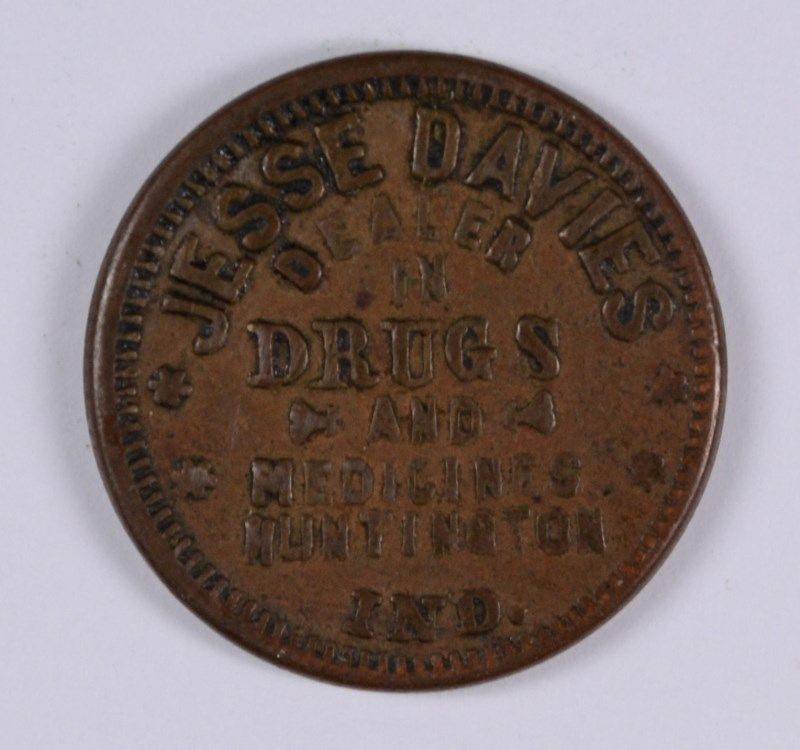 JESSE DAVIES
DEALER
IN
DRUGS
AND
MEDICINES
HUNTINGTON
IND.